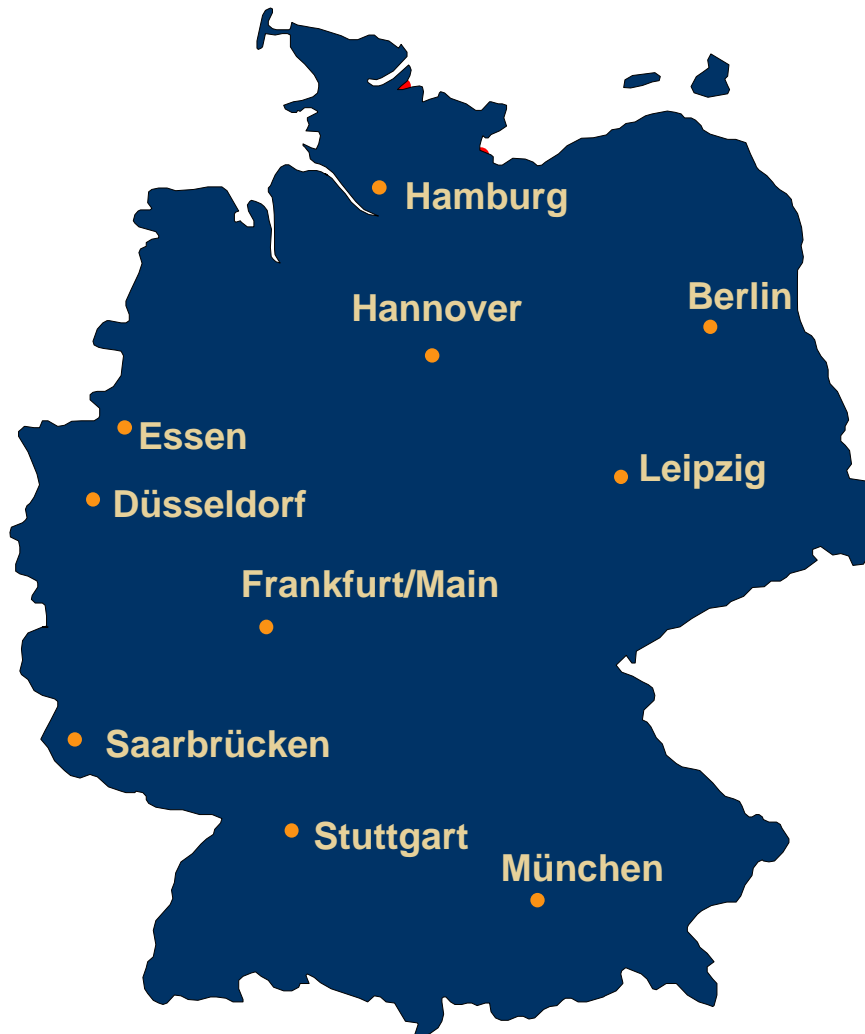 Hamburg
Berlin
Hannover
Essen
Leipzig
Düsseldorf
Frankfurt/Main
Saarbrücken
Stuttgart
München